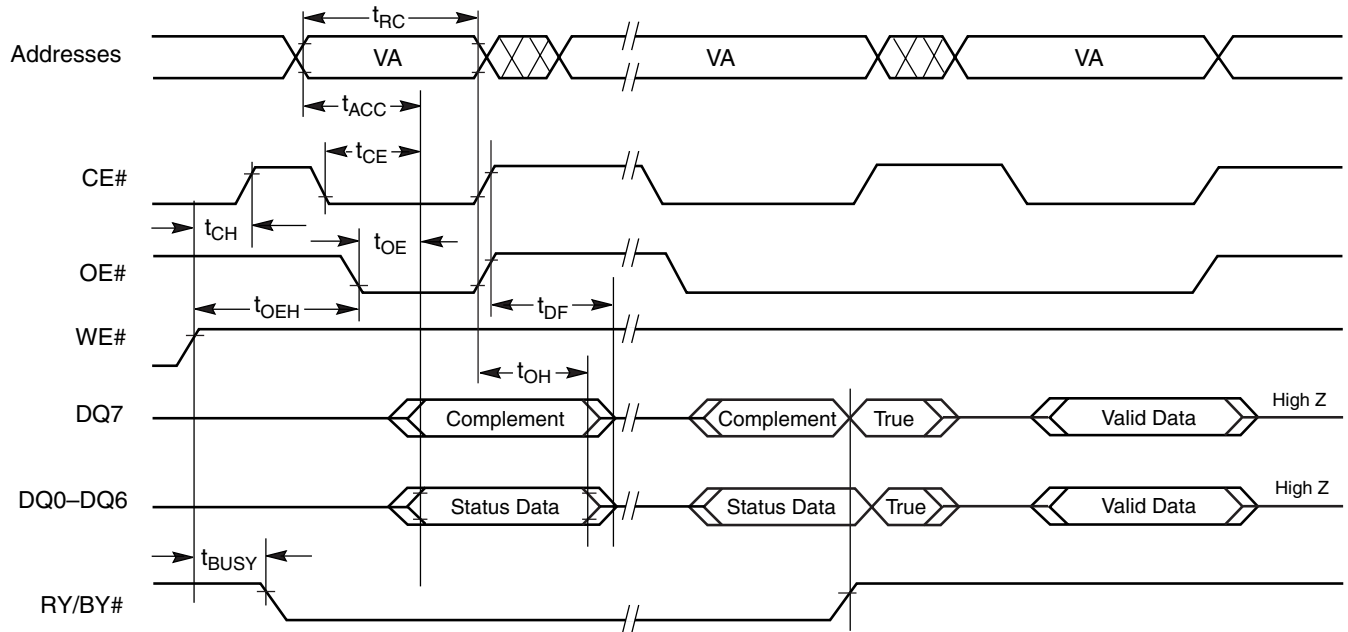 tRC
Addresses VA VA VA
tACC
tCE
CE#
tCH tOE
OE#
tOEH tDF
WE#
tOH
DQ7 Complement Complement True Valid Data High Z
DQ0–DQ6 Status Data Status Data True Valid Data High Z
tBUSY
RY/BY#